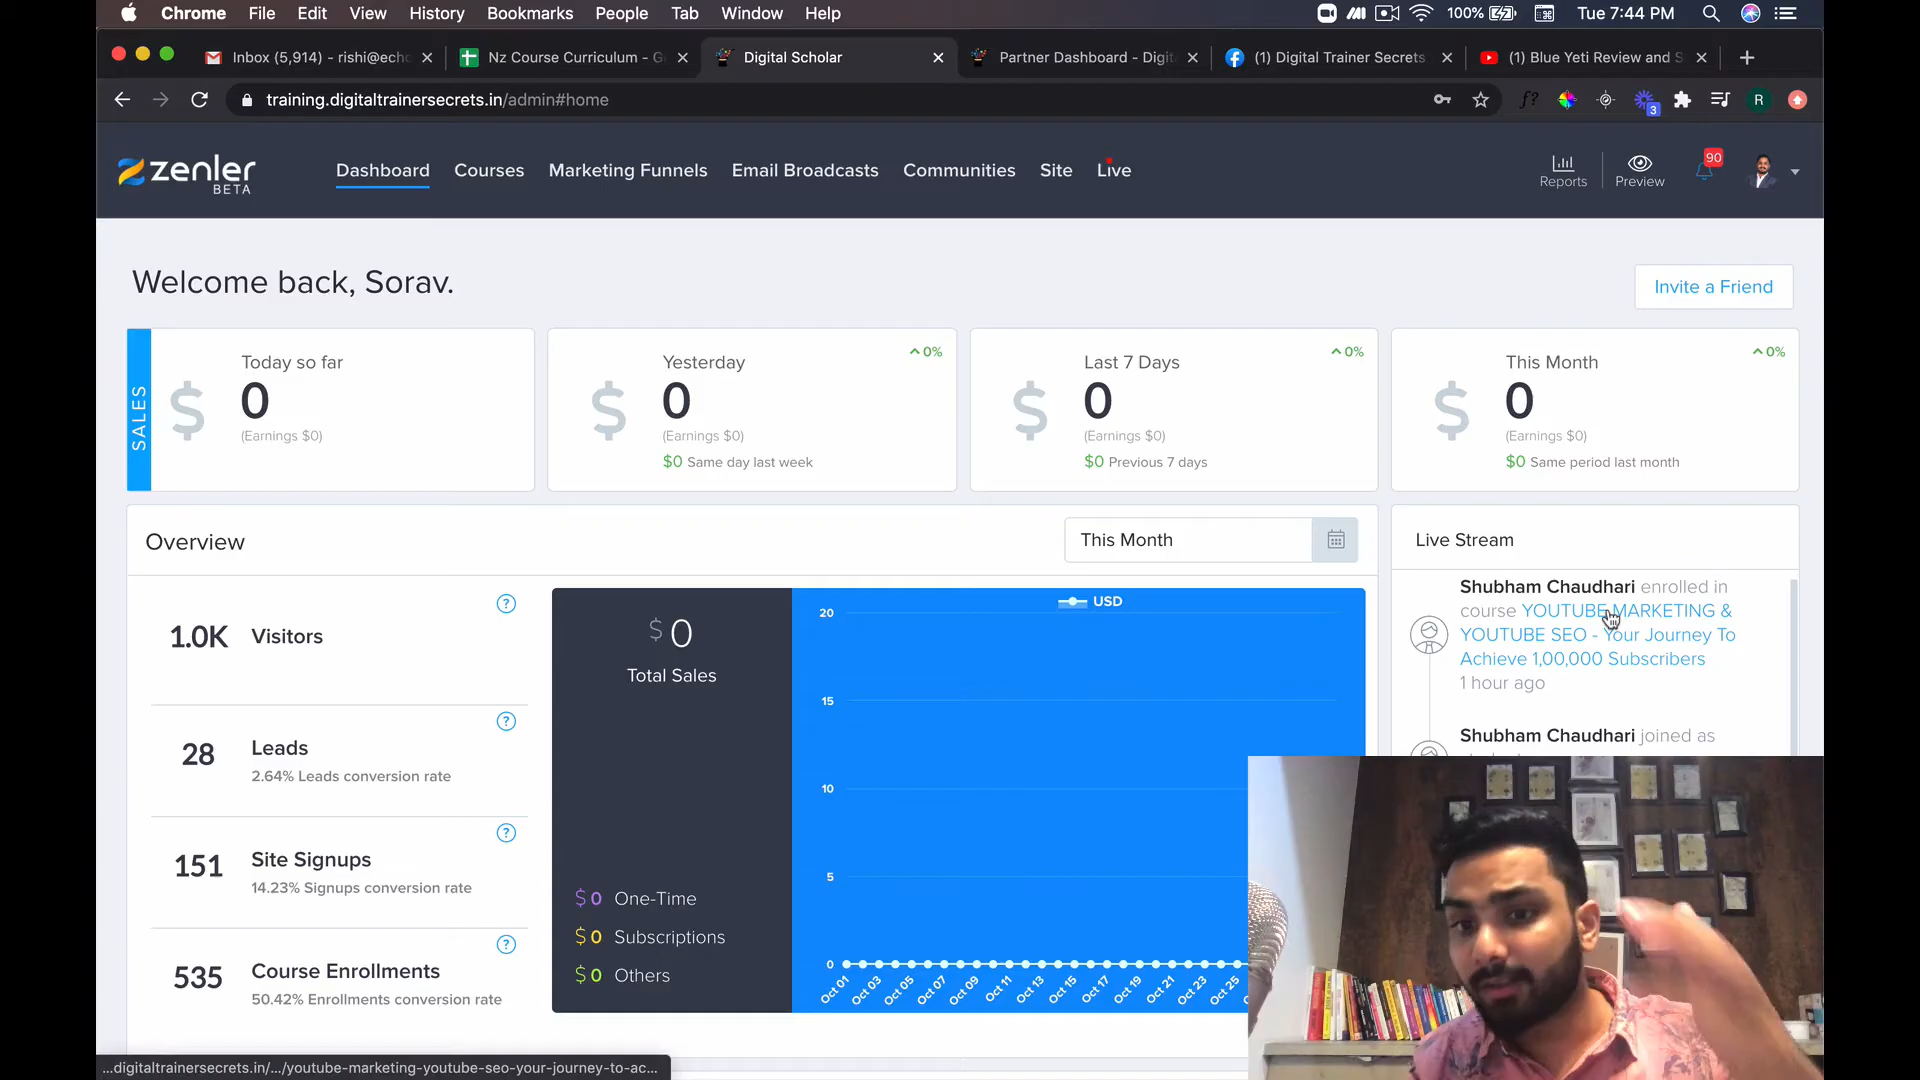 Chrome File Edit View History Bookmarks People Tab Window Help
100% Tue 7:44 PM
Inbox (5,914) - rishi@echo
Nz Course Curriculum - G
Digital Scholar
Partner Dashboard - Digit
(1) Digital Trainer Secrets
(1) Blue Yeti Review and S
training.digitaltrainersecrets.in/admin#home
f?
3
R
zenler
BETA
Dashboard Courses Marketing Funnels Email Broadcasts Communities Site Live
Reports
Preview
90
Welcome back, Sorav.
Invite a Friend
SALES
Today so far
$ 0
(Earnings $0)
Yesterday
0%
$ 0
(Earnings $0)
$0 Same day last week
Last 7 Days
0%
$ 0
(Earnings $0)
$0 Previous 7 days
This Month
0%
$ 0
(Earnings $0)
$0 Same period last month
Overview
This Month
?
1.0K Visitors
?
28 Leads
2.64% Leads conversion rate
?
151 Site Signups
14.23% Signups conversion rate
?
535 Course Enrollments
50.42% Enrollments conversion rate
$ 0
Total Sales
$ 0 One-Time
$ 0 Subscriptions
$ 0 Others
USD
20
15
10
5
0
Oct 01 Oct 03 Oct 05 Oct 07 Oct 09 Oct 11 Oct 13 Oct 15 Oct 17 Oct 19 Oct 21 Oct 23 Oct 25
Live Stream
Shubham Chaudhari enrolled in
course YOUTUBE MARKETING &
YOUTUBE SEO - Your Journey To
Achieve 1,00,000 Subscribers
1 hour ago
Shubham Chaudhari joined as
...digitaltrainersecrets.in/.../youtube-marketing-youtube-seo-your-journey-to-ac...